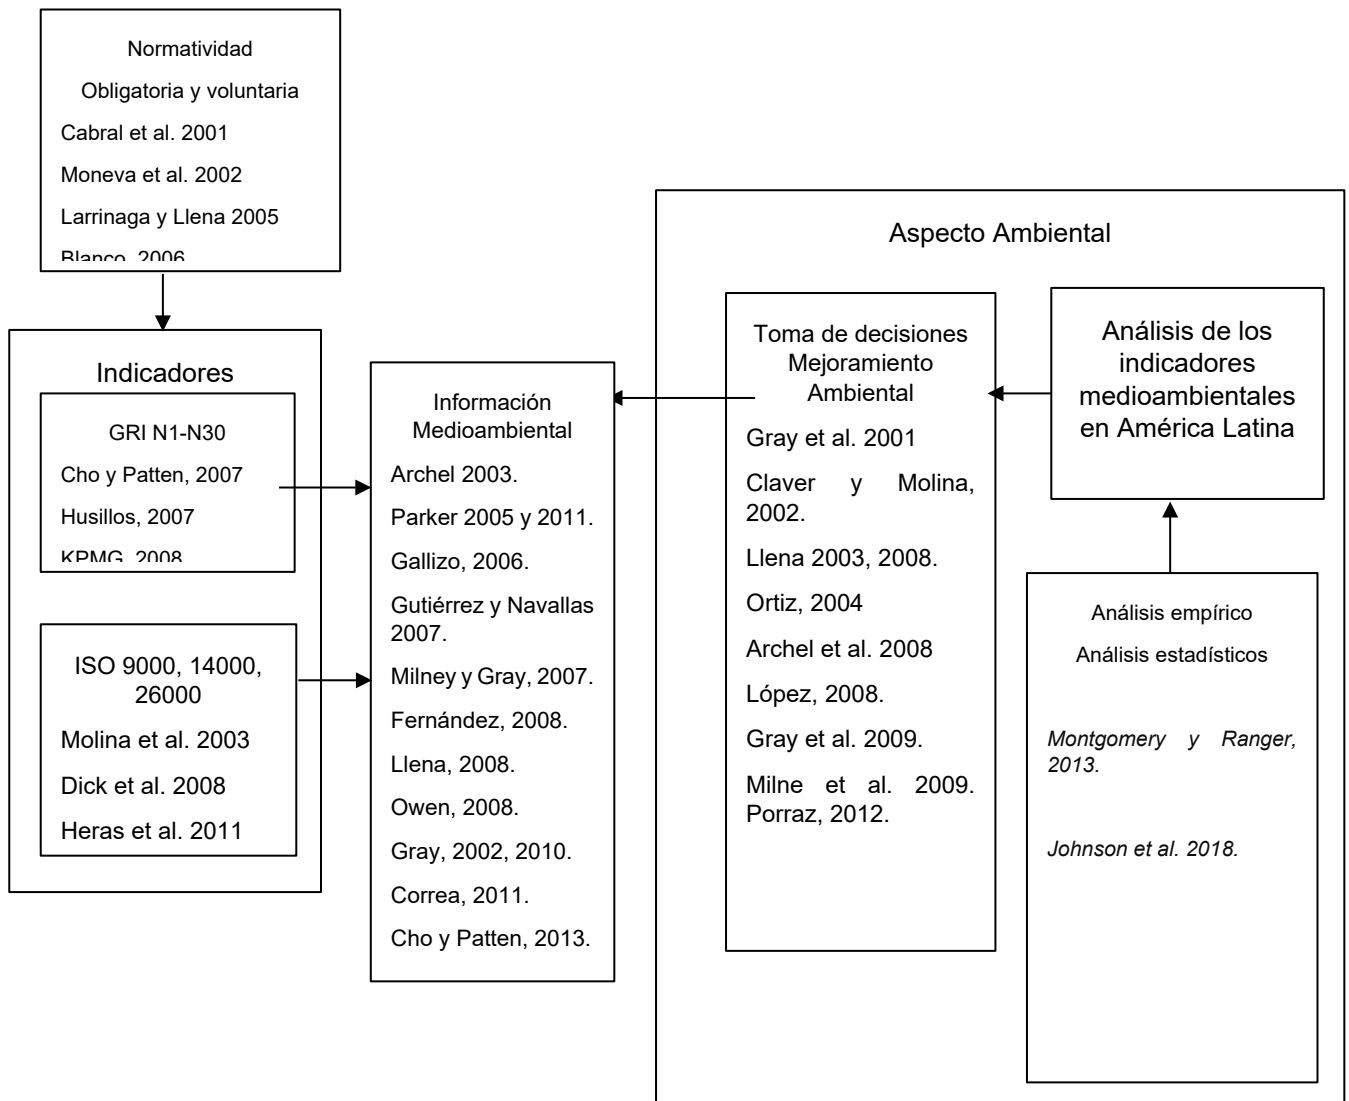 Normatividad
Obligatoria y voluntaria
Cabral et al. 2001
Moneva et al. 2002
Larrinaga y Llena 2005
Blanco, 2006
Indicadores
GRI N1-N30
Cho y Patten, 2007
Husillos, 2007
KPMG, 2008
ISO 9000, 14000,
26000
Molina et al. 2003
Dick et al. 2008
Heras et al. 2011
Información
Medioambiental
Archel 2003.
Parker 2005 y 2011.
Gallizo, 2006.
Gutiérrez y Navallas
2007.
Milney y Gray, 2007.
Fernández, 2008.
Llena, 2008.
Owen, 2008.
Gray, 2002, 2010.
Correa, 2011.
Cho y Patten, 2013.
Aspecto Ambiental
Toma de decisiones
Mejoramiento
Ambiental
Gray et al. 2001
Claver y Molina,
2002.
Llena 2003, 2008.
Ortiz, 2004
Archel et al. 2008
López, 2008.
Gray et al. 2009.
Milne et al. 2009.
Porraz, 2012.
Análisis de los
indicadores
medioambientales
en América Latina
Análisis empírico
Análisis estadísticos
Montgomery y Ranger,
2013.
Johnson et al. 2018.